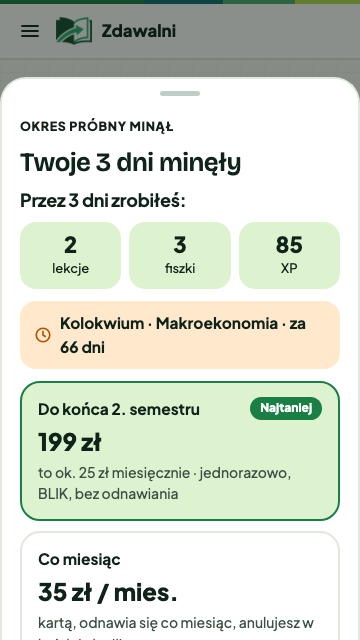 Zdawalni
OKRES PRÓBNY MINĄŁ
Twoje 3 dni minęły
Przez 3 dni zrobiłeś:
2
lekcje
3
fiszki
85
XP
Kolokwium · Makroekonomia · za
66 dni
Do końca 2. semestru
Najtaniej
199 zł
to ok. 25 zł miesięcznie · jednorazowo,
BLIK, bez odnawiania
Co miesiąc
35 zł / mies.
kartą, odnawia się co miesiąc, anulujesz w